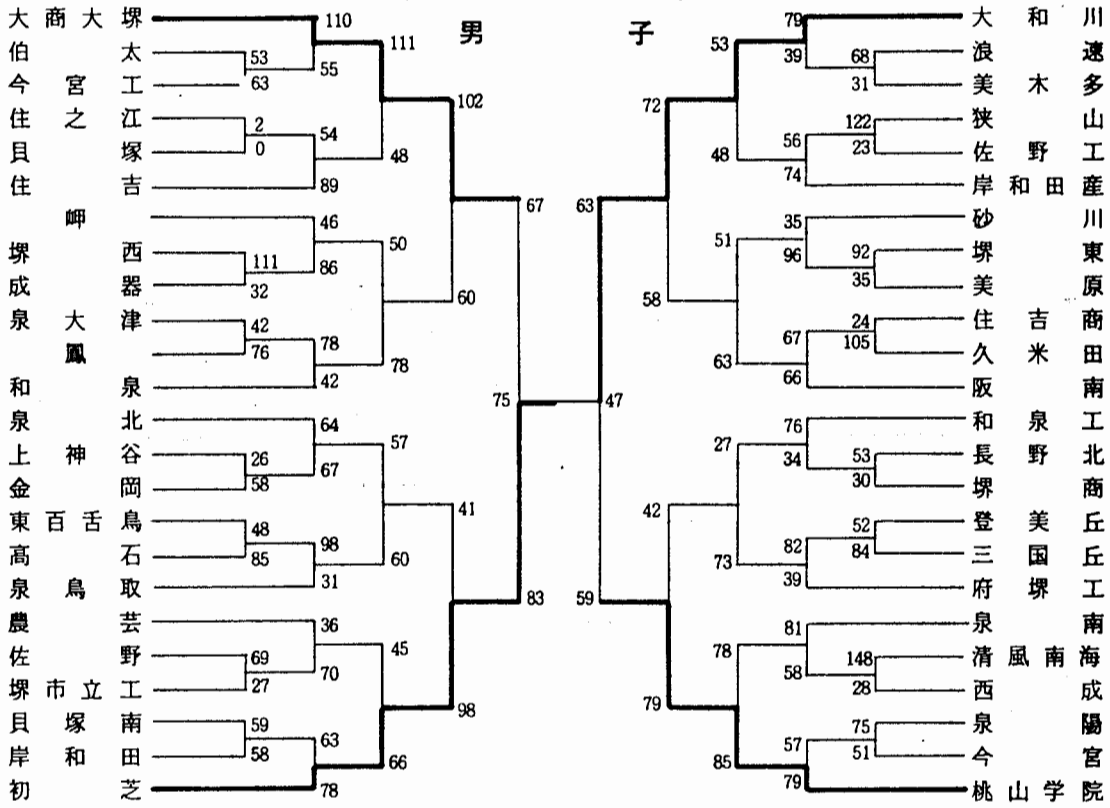 男 子
大商大堺 110 111 102 67 75
伯太 53 55
今宮工 63
住之江 2 54 48
貝塚 0
住吉 89
岬 46 50 60
堺西 111 86
成器 32
泉大津 42 78 78
鳳 76
和泉 42
泉北 64 57 41 83
上神谷 26 67
金岡 58
東百舌鳥 48 98 60
高石 85
泉鳥取 31
農芸 36 45 98
佐野 69 70
堺市立工 27
貝塚南 59 63 66
岸和田 58
初芝 78
47 63 72 53 79 大和川
39 68 浪速
31 美木多
48 56 122 狭山
23 佐野工
74 岸和田産
58 51 35 砂川
96 92 堺東
35 美原
63 67 24 住吉商
105 久米田
66 阪南
59 42 27 76 和泉工
34 53 長野北
30 堺商
73 82 52 登美丘
84 三国丘
39 府堺工
79 78 81 泉南
58 148 清風南海
28 西成
85 57 75 泉陽
51 今宮
79 桃山学院